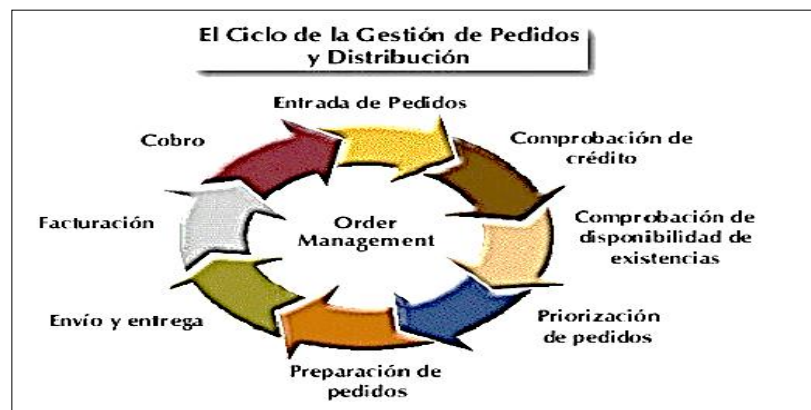 El Ciclo de la Gestión de Pedidos
y Distribución
Entrada de Pedidos
Comprobación de
crédito
Comprobación de
disponibilidad de
existencias
Priorización
de pedidos
Preparación de
pedidos
Envío y entrega
Facturación
Cobro
Order
Management